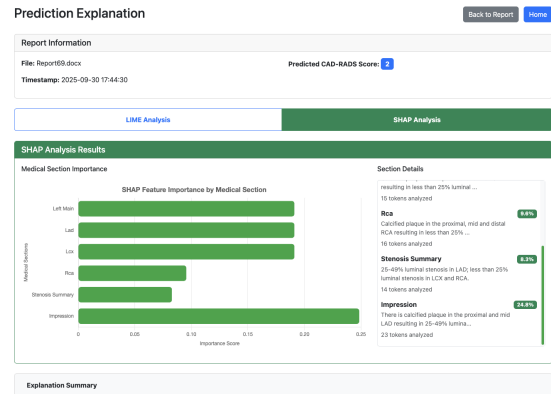 Prediction Explanation
Back to Report
Home
Report Information
File: Report69.docx
Predicted CAD-RADS Score: 2
Timestamp: 2025-09-30 17:44:30
LIME Analysis
SHAP Analysis
SHAP Analysis Results
Medical Section Importance
SHAP Feature Importance by Medical Section
Medical Sections
Left Main
Lad
Lcx
Rca
Stenosis Summary
Impression
0
0.05
0.10
0.15
0.20
0.25
Importance Score
Section Details
resulting in less than 25% luminal ...
15 tokens analyzed
Rca
9.6%
Calcified plaque in the proximal, mid and distal
RCA resulting in less than 25% ...
16 tokens analyzed
Stenosis Summary
8.3%
25-49% luminal stenosis in LAD; less than 25%
luminal stenosis in LCX and RCA.
14 tokens analyzed
Impression
24.8%
There is calcified plaque in the proximal and mid
LAD resulting in 25-49% lumina...
23 tokens analyzed
Explanation Summary